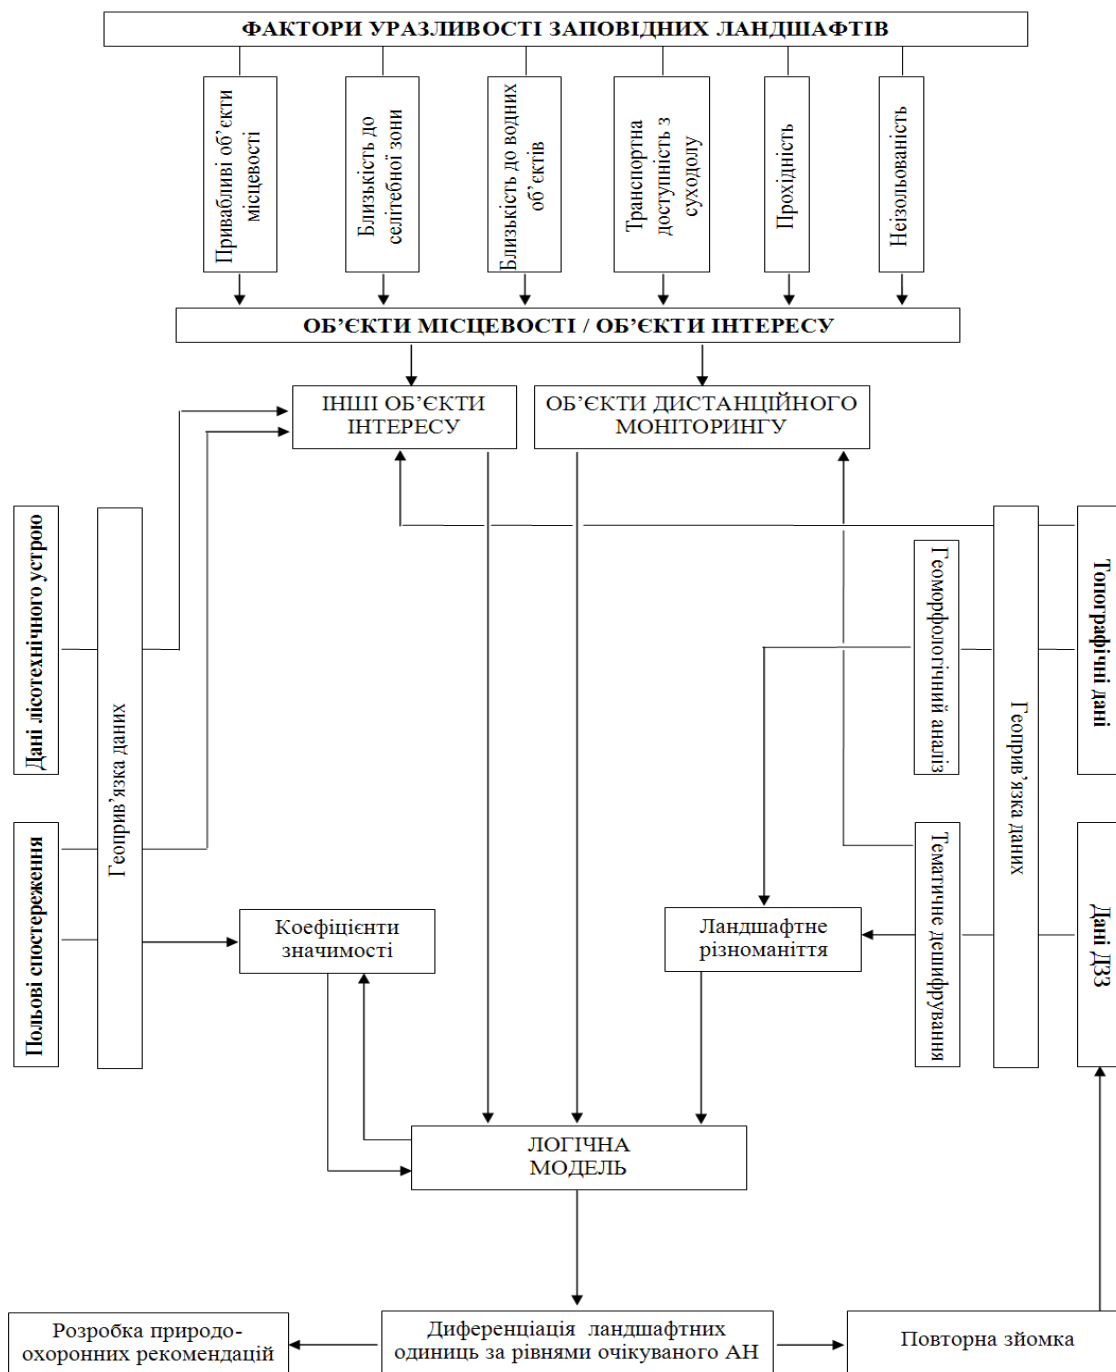 ФАКТОРИ УРАЗЛИВОСТІ ЗАПОВІДНИХ ЛАНДШАФТІВ
Привабливі об’єкти
місцевості
Близькість до
селітебної зони
Близькість до водних
об’єктів
Транспортна
доступність з
суходолу
Прохідність
Неізольованість
ОБ’ЄКТИ МІСЦЕВОСТІ / ОБ’ЄКТИ ІНТЕРЕСУ
ІНШІ ОБ’ЄКТИ
ІНТЕРЕСУ
ОБ’ЄКТИ ДИСТАНЦІЙНОГО
МОНІТОРИНГУ
Дані лісотехнічного устрою
Геоприв’язка даних
Польові спостереження
Геоморфологічний аналіз
Геоприв’язка даних
Топографічні дані
Тематичне дешифрування
Дані ДЗЗ
Коефіцієнти
значимості
Ландшафтне
різноманіття
ЛОГІЧНА
МОДЕЛЬ
Розробка природо-
охоронних рекомендацій
Диференціація ландшафтних
одиниць за рівнями очікуваного АН
Повторна зйомка